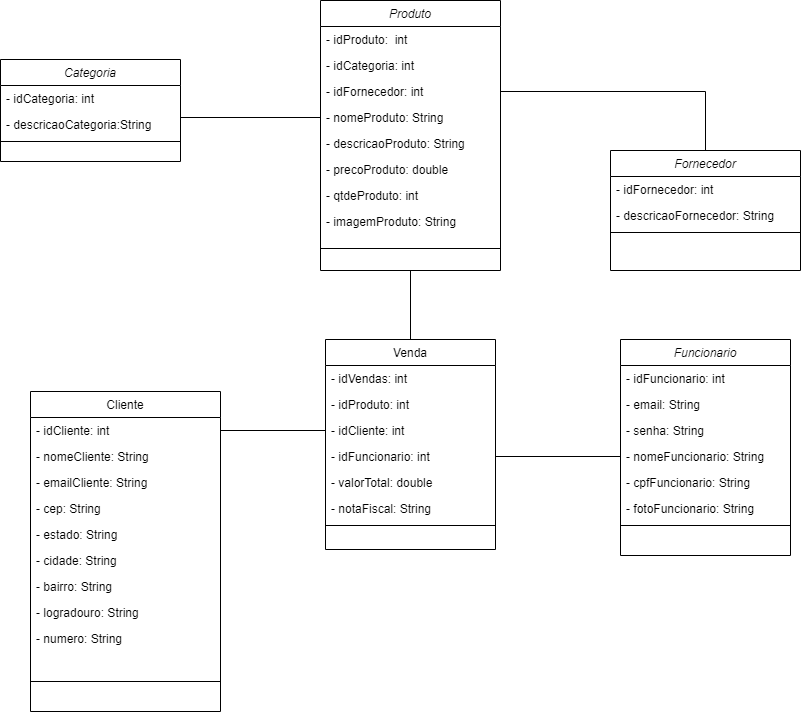 Produto
- idProduto:  int
- idCategoria: int
- idFornecedor: int
- nomeProduto: String
- descricaoProduto: String
- precoProduto: double
- qtdeProduto: int
- imagemProduto: String
Categoria
- idCategoria: int
- descricaoCategoria:String
Fornecedor
- idFornecedor: int
- descricaoFornecedor: String
Venda
- idVendas: int
- idProduto: int
- idCliente: int
- idFuncionario: int
- valorTotal: double
- notaFiscal: String
Funcionario
- idFuncionario: int
- email: String
- senha: String
- nomeFuncionario: String
- cpfFuncionario: String
- fotoFuncionario: String
Cliente
- idCliente: int
- nomeCliente: String
- emailCliente: String
- cep: String
- estado: String
- cidade: String
- bairro: String
- logradouro: String
- numero: String